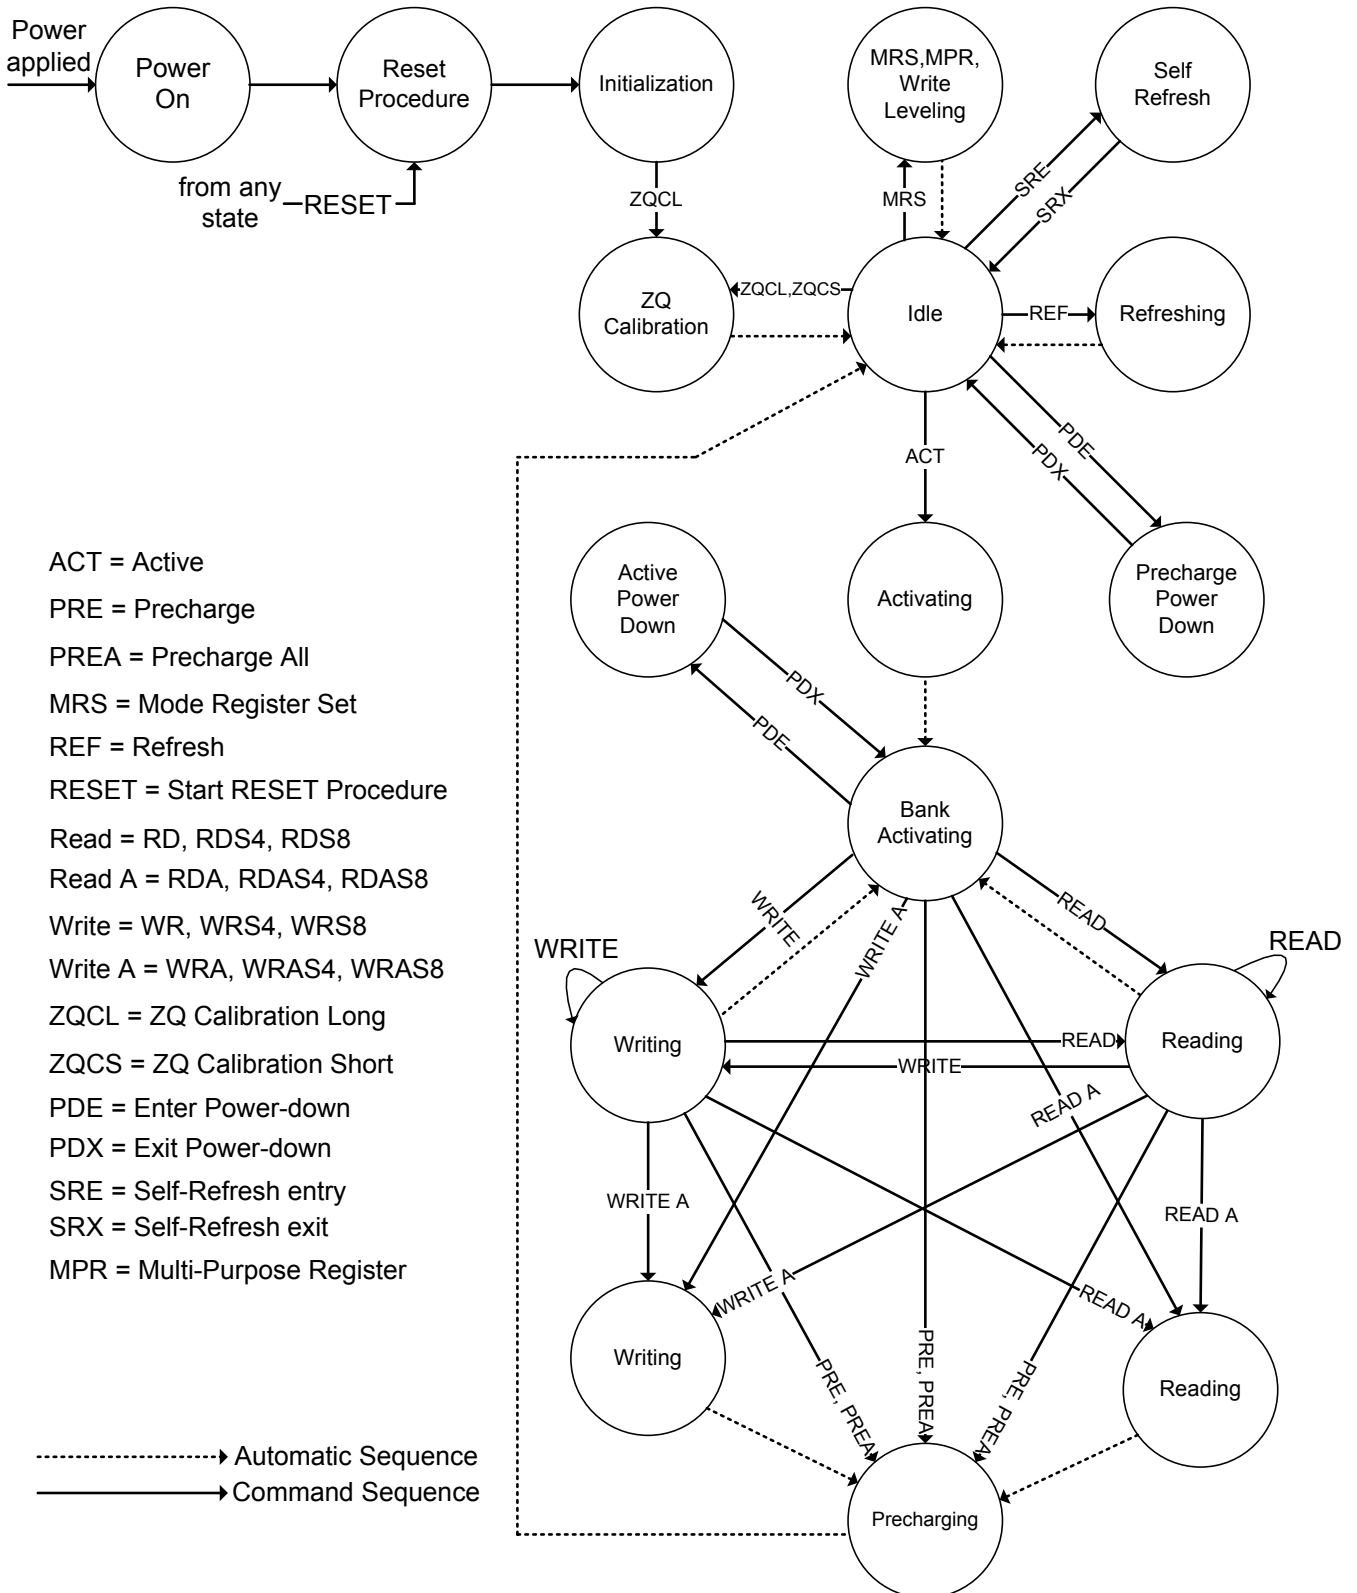 Power
applied
Power
On
Reset
Procedure
Initialization
MRS,MPR,
Write
Leveling
Self
Refresh
from any
state
RESET
ZQCL
MRS
SRE
SRX
ZQ
Calibration
ZQCL,ZQCS
Idle
REF
Refreshing
ACT
PDE
PDX
Active
Power
Down
Activating
Precharge
Power
Down
PDX
PDE
Bank
Activating
WRITE
WRITE A
READ
WRITE
READ
Writing
READ
WRITE
Reading
READ A
WRITE A
READ A
WRITE A
READ A
Writing
PRE, PREA
PRE, PREA
PRE, PREA
Reading
Precharging
ACT = Active
PRE = Precharge
PREA = Precharge All
MRS = Mode Register Set
REF = Refresh
RESET = Start RESET Procedure
Read = RD, RDS4, RDS8
Read A = RDA, RDAS4, RDAS8
Write = WR, WRS4, WRS8
Write A = WRA, WRAS4, WRAS8
ZQCL = ZQ Calibration Long
ZQCS = ZQ Calibration Short
PDE = Enter Power-down
PDX = Exit Power-down
SRE = Self-Refresh entry
SRX = Self-Refresh exit
MPR = Multi-Purpose Register
Automatic Sequence
Command Sequence